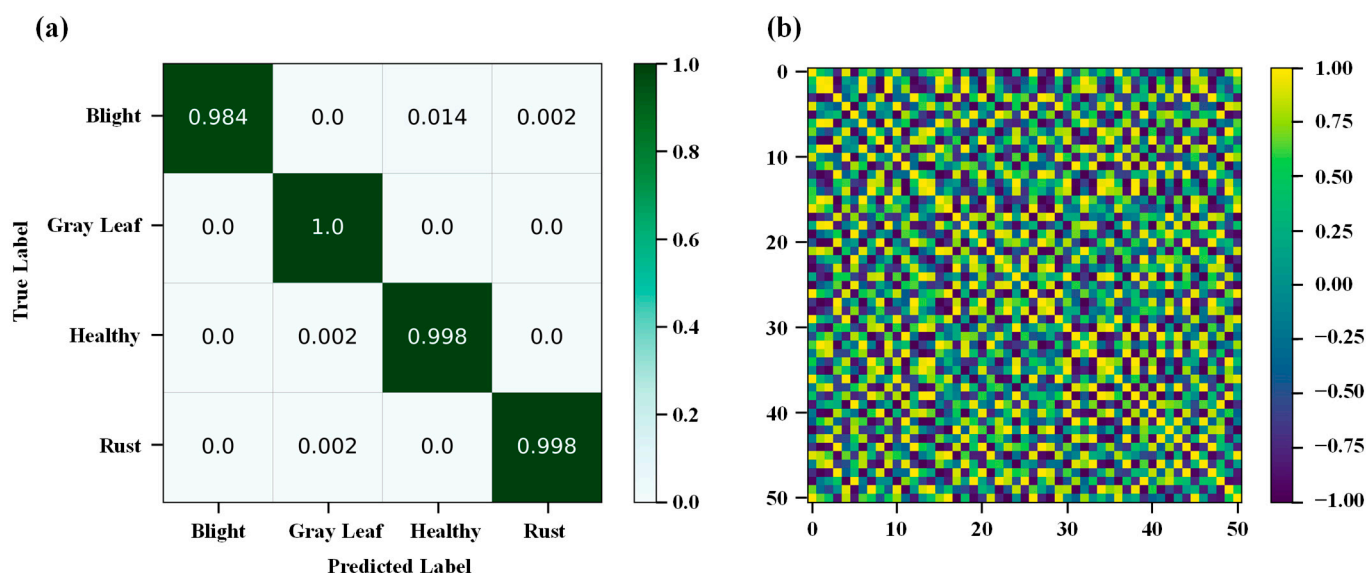 (a)
Blight 0.984 0.0 0.014 0.002
Gray Leaf 0.0 1.0 0.0 0.0
Healthy 0.0 0.002 0.998 0.0
Rust 0.0 0.002 0.0 0.998
True Label
Blight Gray Leaf Healthy Rust
Predicted Label
1.0
0.8
0.6
0.4
0.2
0.0
(b)
0
10
20
30
40
50
0 10 20 30 40 50
1.00
0.75
0.50
0.25
0.00
−0.25
−0.50
−0.75
−1.00